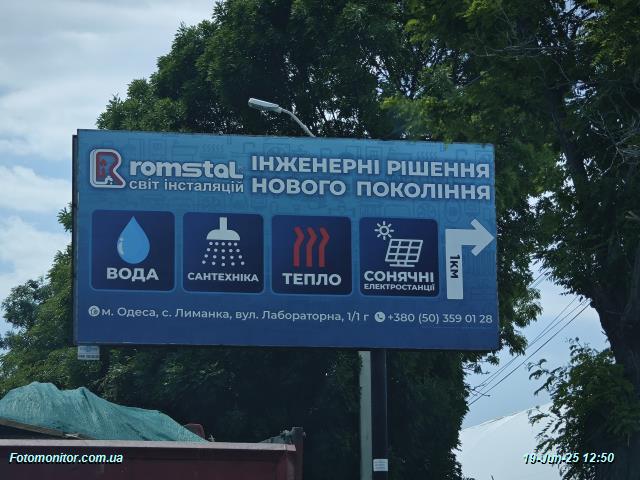 romstal
світ інсталяцій
ІНЖЕНЕРНІ РІШЕННЯ
НОВОГО ПОКОЛІННЯ
ВОДА
САНТЕХНІКА
ТЕПЛО
СОНЯЧНІ
ЕЛЕКТРОСТАНЦІЇ
1КМ
м. Одеса, с. Лиманка, вул. Лабораторна, 1/1 г +380 (50) 359 01 28
Fotomonitor.com.ua
19-Jun-25 12:50